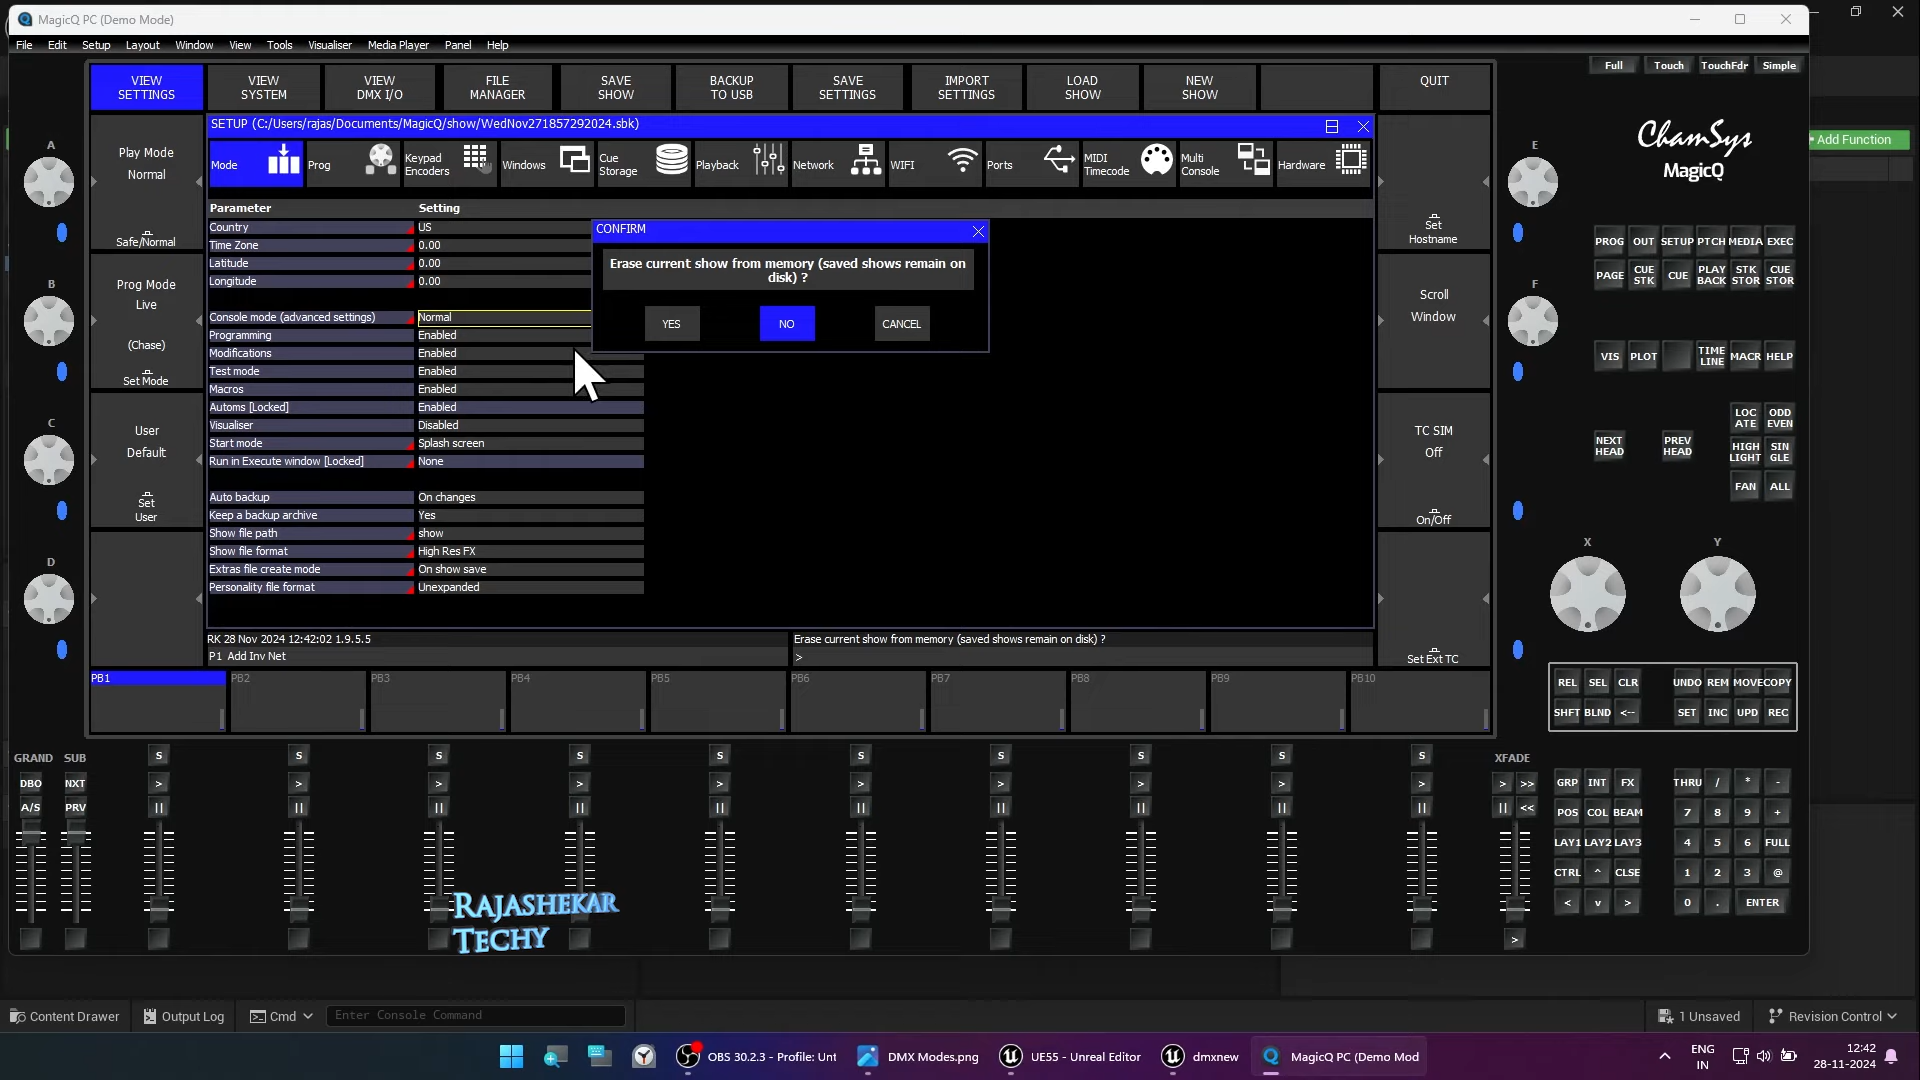 MagicQ PC (Demo Mode)
File Edit Setup Layout Window View Tools Visualiser Media Player Panel Help
VIEW SETTINGS
VIEW SYSTEM
VIEW DMX I/O
FILE MANAGER
SAVE SHOW
BACKUP TO USB
SAVE SETTINGS
IMPORT SETTINGS
LOAD SHOW
NEW SHOW
QUIT
Full Touch TouchFdr Simple
SETUP (C:/Users/rajas/Documents/MagicQ/show/WedNov271857292024.sbk)
Mode
Prog
Keypad Encoders
Windows
Cue Storage
Playback
Network
WIFI
Ports
MIDI Timecode
Multi Console
Hardware
Parameter Setting
Country US
Time Zone 0.00
Latitude 0.00
Longitude 0.00
Console mode (advanced settings) Normal
Programming Enabled
Modifications Enabled
Test mode Enabled
Macros Enabled
Automs [Locked] Enabled
Visualiser Disabled
Start mode Splash screen
Run in Execute window [Locked] None
Auto backup On changes
Keep a backup archive Yes
Show file path show
Show file format High Res FX
Extras file create mode On show save
Personality file format Unexpanded
CONFIRM
Erase current show from memory (saved shows remain on
disk) ?
YES NO CANCEL
RK 28 Nov 2024 12:42:02 1.9.5.5
P1 Add Inv Net
Erase current show from memory (saved shows remain on disk) ?
>
A
Play Mode
Normal
Safe/Normal
B
Prog Mode
Live
(Chase)
Set Mode
C
User
Default
Set
User
D
E
Set
Hostname
F
Scroll
Window
TC SIM
Off
On/Off
Set Ext TC
X Y
ChamSys
MagicQ
Add Function
PROG OUT SETUP PTCH MEDIA EXEC
PAGE CUE STK CUE PLAY BACK STK STOR CUE STOR
VIS PLOT TIME LINE MACR HELP
LOC ATE ODD EVEN
NEXT HEAD PREV HEAD HIGH LIGHT SIN GLE
FAN ALL
REL SEL CLR UNDO REM MOVE COPY
SHFT BLND <-- SET INC UPD REC
PB1 PB2 PB3 PB4 PB5 PB6 PB7 PB8 PB9 PB10
GRAND SUB S S S S S S S S S S XFADE
DBO NXT > > > > > > > > > > > >>
A/S PRV || || || || || || || || || || || <<
>
GRP INT FX THRU / * -
POS COL BEAM 7 8 9 +
LAY1 LAY2 LAY3 4 5 6 FULL
CTRL ^ CLSE 1 2 3 @
< v > 0 . ENTER
RAJASHEKAR
TECHY
Content Drawer Output Log Cmd Enter Console Command 1 Unsaved Revision Control
OBS 30.2.3 - Profile: Unt DMX Modes.png UE55 - Unreal Editor dmxnew MagicQ PC (Demo Mod
ENG
IN
12:42
28-11-2024